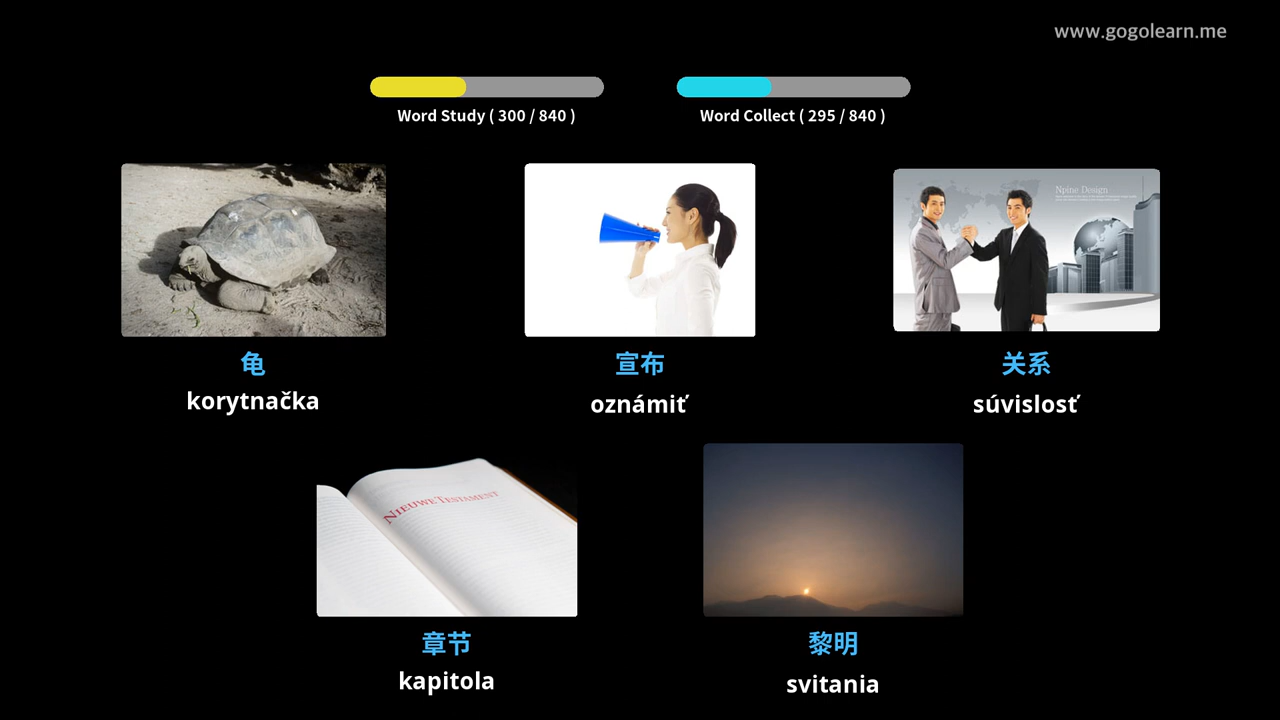 www.gogolearn.me
Word Study ( 300 / 840 )
Word Collect ( 295 / 840 )
Npine Design
龟
korytnačka
宣布
oznámiť
关系
súvislosť
NIEUWE TESTAMENT
章节
kapitola
黎明
svitania